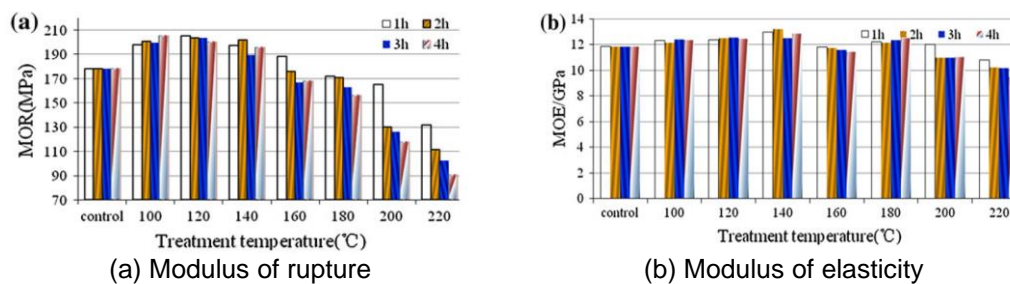 (a)
1h 2h
3h 4h
MOR(MPa)
210
190
170
150
130
110
90
70
control 100 120 140 160 180 200 220
Treatment temperature(℃)
(a) Modulus of rupture
(b)
1h 2h 3h 4h
MOE/GPa
16
14
12
10
8
6
4
2
0
control 100 120 140 160 180 200 220
Treatment temperature(℃)
(b) Modulus of elasticity